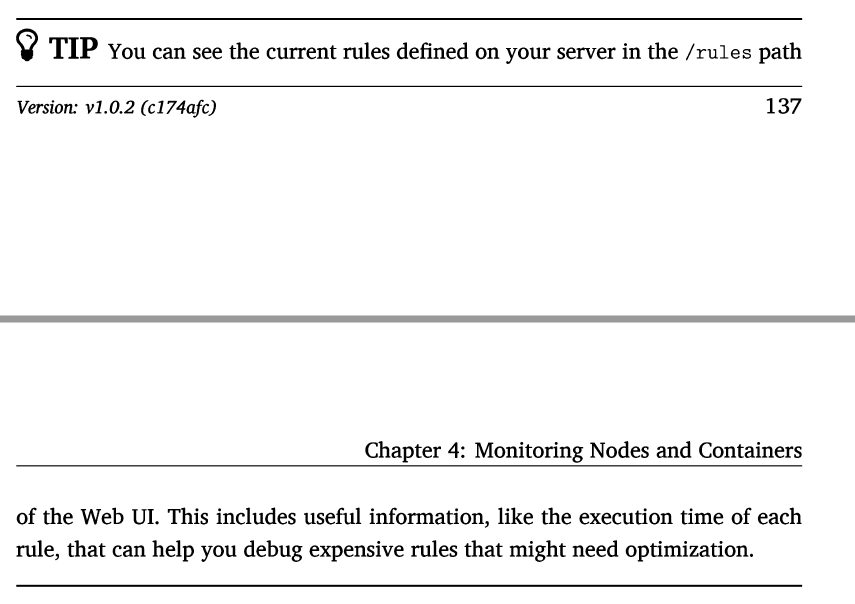 TIP You can see the current rules defined on your server in the /rules path
Version: v1.0.2 (c174afc) 137
Chapter 4: Monitoring Nodes and Containers
of the Web UI. This includes useful information, like the execution time of each
rule, that can help you debug expensive rules that might need optimization.